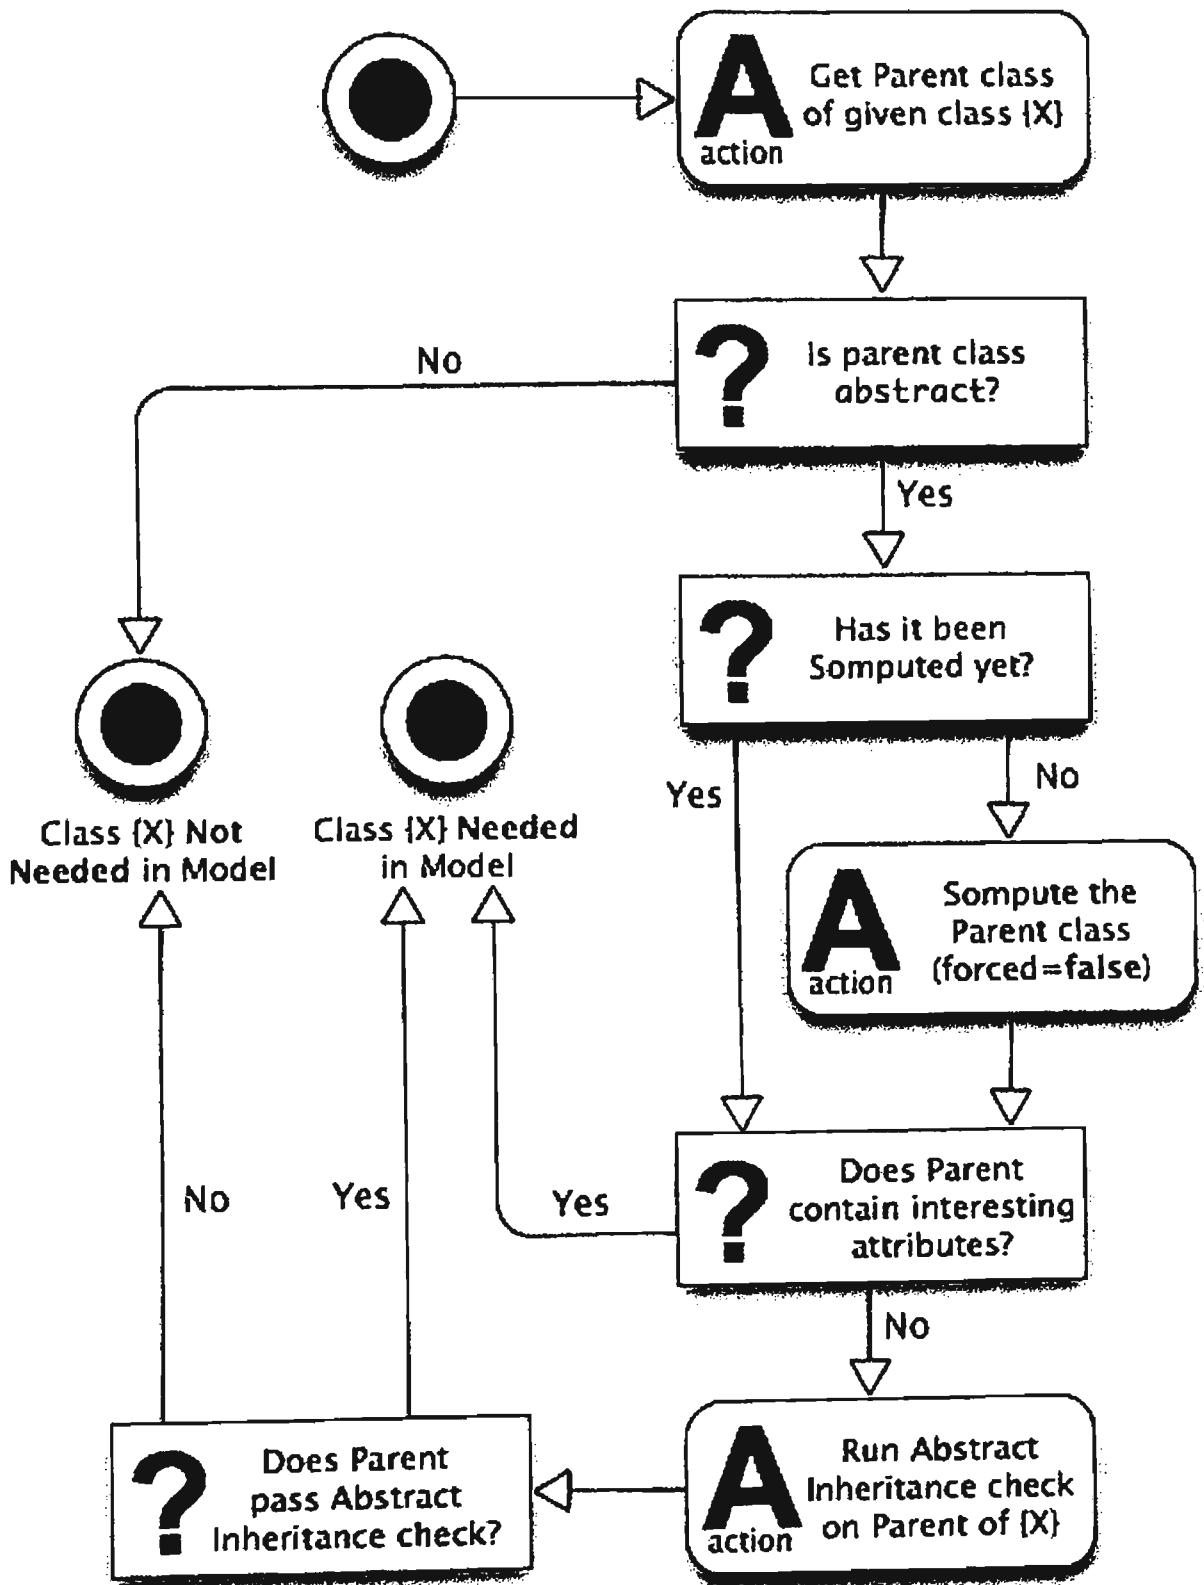 A
action
Get Parent class
of given class {X}
?
Is parent class
abstract?
No
Yes
?
Has it been
Somputed yet?
Yes
No
Class {X} Not
Needed in Model
Class {X} Needed
in Model
A
action
Sompute the
Parent class
(forced=false)
?
Does Parent
contain interesting
attributes?
No
Yes
Yes
No
?
Does Parent
pass Abstract
Inheritance check?
A
action
Run Abstract
Inheritance check
on Parent of {X}